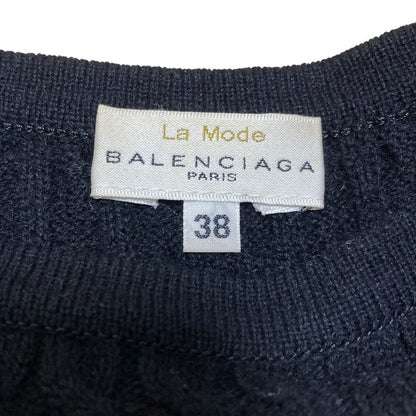 La Mode
BALENCIAGA
PARIS
38